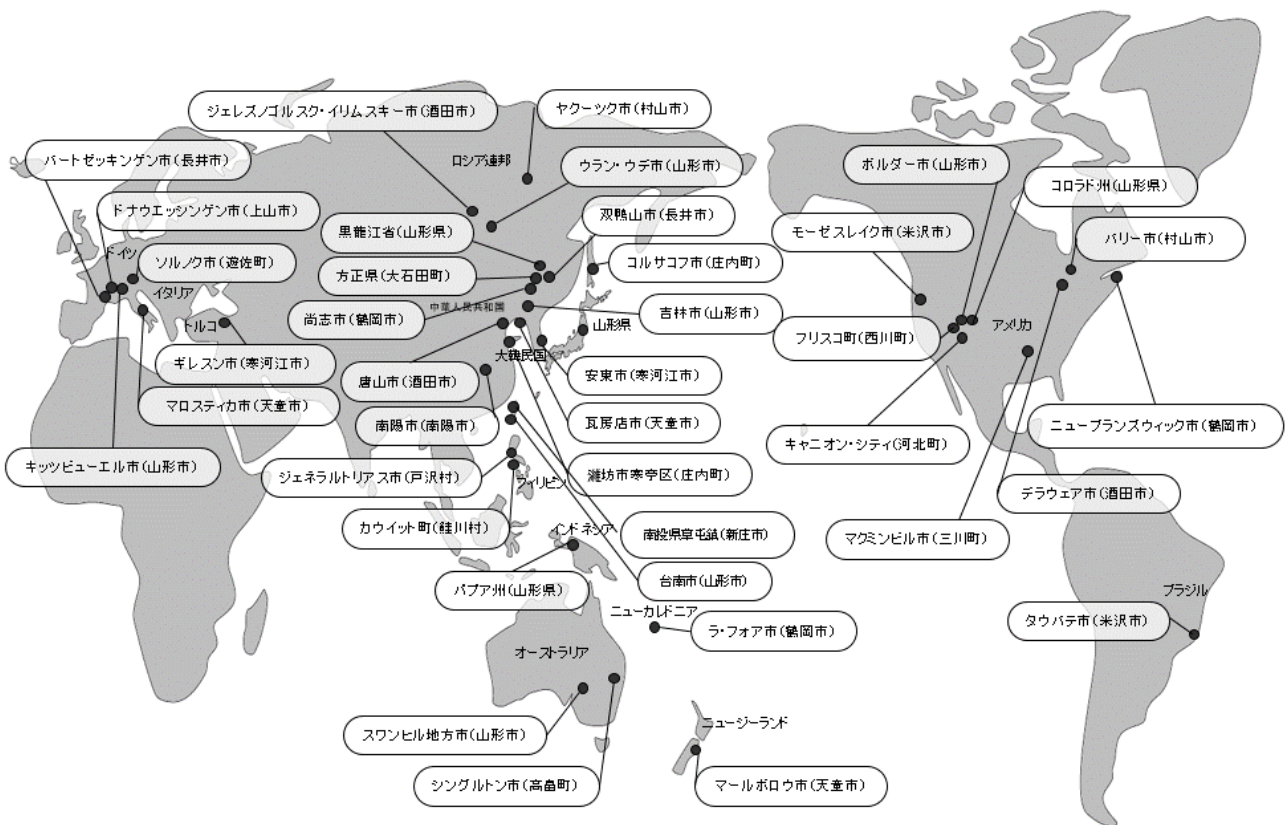 ジェレズノゴルスク・イリムスキー市(酒田市)
ヤクーツク市(村山市)
バートゼッキンゲン市(長井市)
ロシア連邦
ウラン・ウデ市(山形市)
ボルダー市(山形市)
コロラド州(山形県)
ドナウエッシンゲン市(上山市)
黒龍江省(山形県)
双鴨山市(長井市)
モーゼスレイク市(米沢市)
バリー市(村山市)
ドイツ
ソルノク市(遊佐町)
方正県(大石田町)
コルサコフ市(庄内町)
イタリア
中華人民共和国
尚志市(鶴岡市)
吉林市(山形市)
トルコ
山形県
フリスコ町(西川町)
アメリカ
大韓民国
ギレスン市(寒河江市)
唐山市(酒田市)
安東市(寒河江市)
マロスティカ市(天童市)
南陽市(南陽市)
瓦房店市(天童市)
ニューブランズウィック市(鶴岡市)
キャニオン・シティ(河北町)
キッツビューエル市(山形市)
ジェネラルトリアス市(戸沢村)
フィリピン
濰坊市寒亭区(庄内町)
デラウェア市(酒田市)
カウイット町(鮭川村)
インドネシア
南投県草屯鎮(新庄市)
マクミンビル市(三川町)
パプア州(山形県)
台南市(山形市)
ブラジル
ニューカレドニア
ラ・フォア市(鶴岡市)
タウバテ市(米沢市)
オーストラリア
スワンヒル地方市(山形市)
ニュージーランド
シングルトン市(高畠町)
マールボロウ市(天童市)